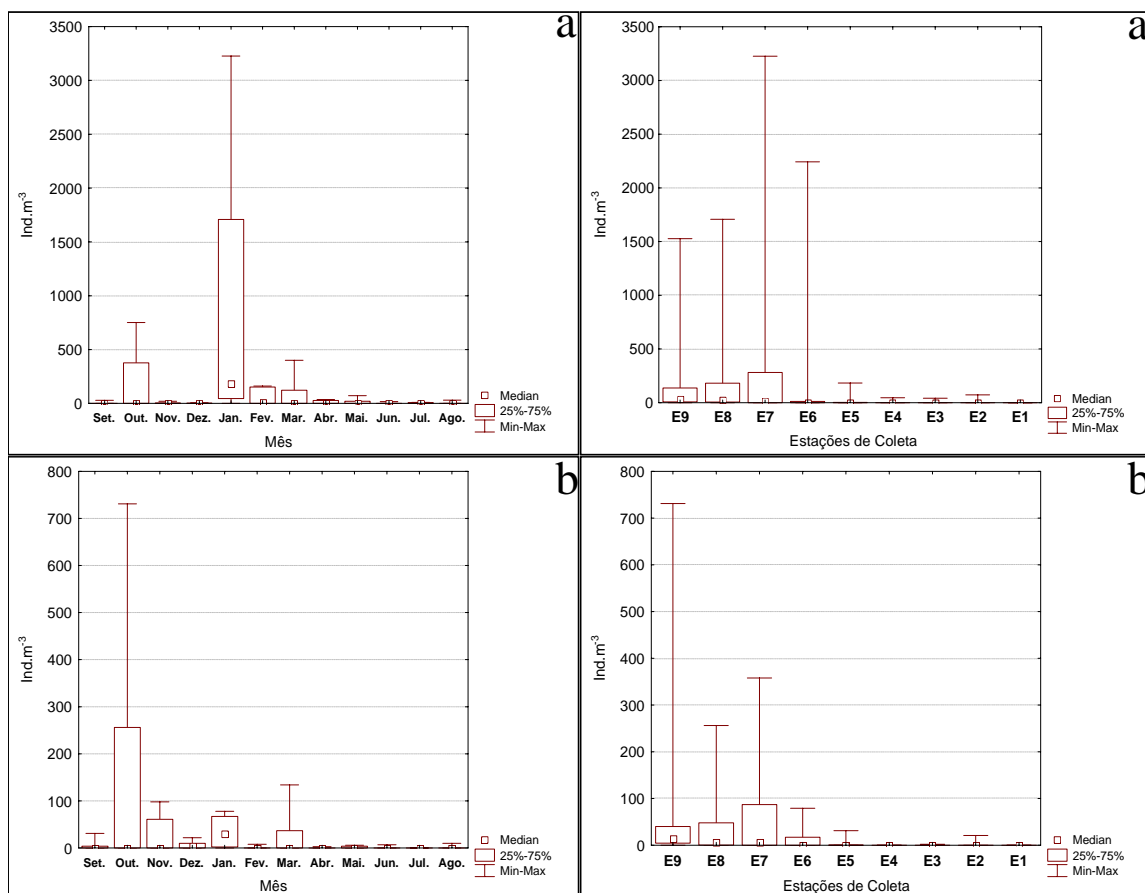 a
3500
3000
2500
2000
1500
1000
500
0
Ind.m-3
Set. Out. Nov. Dez. Jan. Fev. Mar. Abr. Mai. Jun. Jul. Ago.
Mês
Median
25%-75%
Min-Max
a
3500
3000
2500
2000
1500
1000
500
0
Ind.m-3
E9 E8 E7 E6 E5 E4 E3 E2 E1
Estações de Coleta
Median
25%-75%
Min-Max
b
800
700
600
500
400
300
200
100
0
Ind.m-3
Set. Out. Nov. Dez. Jan. Fev. Mar. Abr. Mai. Jun. Jul. Ago.
Mês
Median
25%-75%
Min-Max
b
800
700
600
500
400
300
200
100
0
Ind.m-3
E9 E8 E7 E6 E5 E4 E3 E2 E1
Estações de Coleta
Median
25%-75%
Min-Max